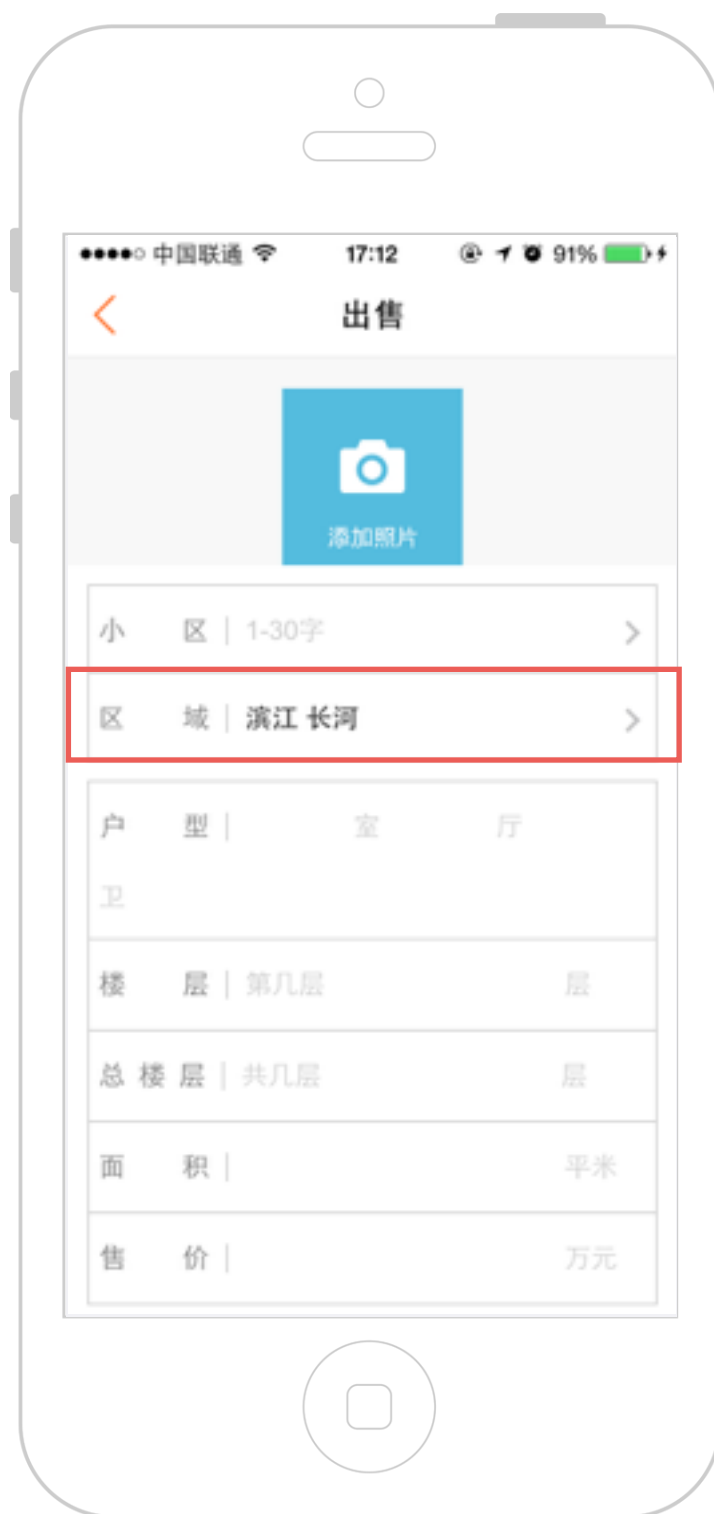 中国联通 17:12 91%
出售
添加照片
小 区 1-30字
区 域 滨江 长河
户 型 室 厅
卫
楼 层 第几层 层
总 楼 层 共几层 层
面 积 平米
售 价 万元